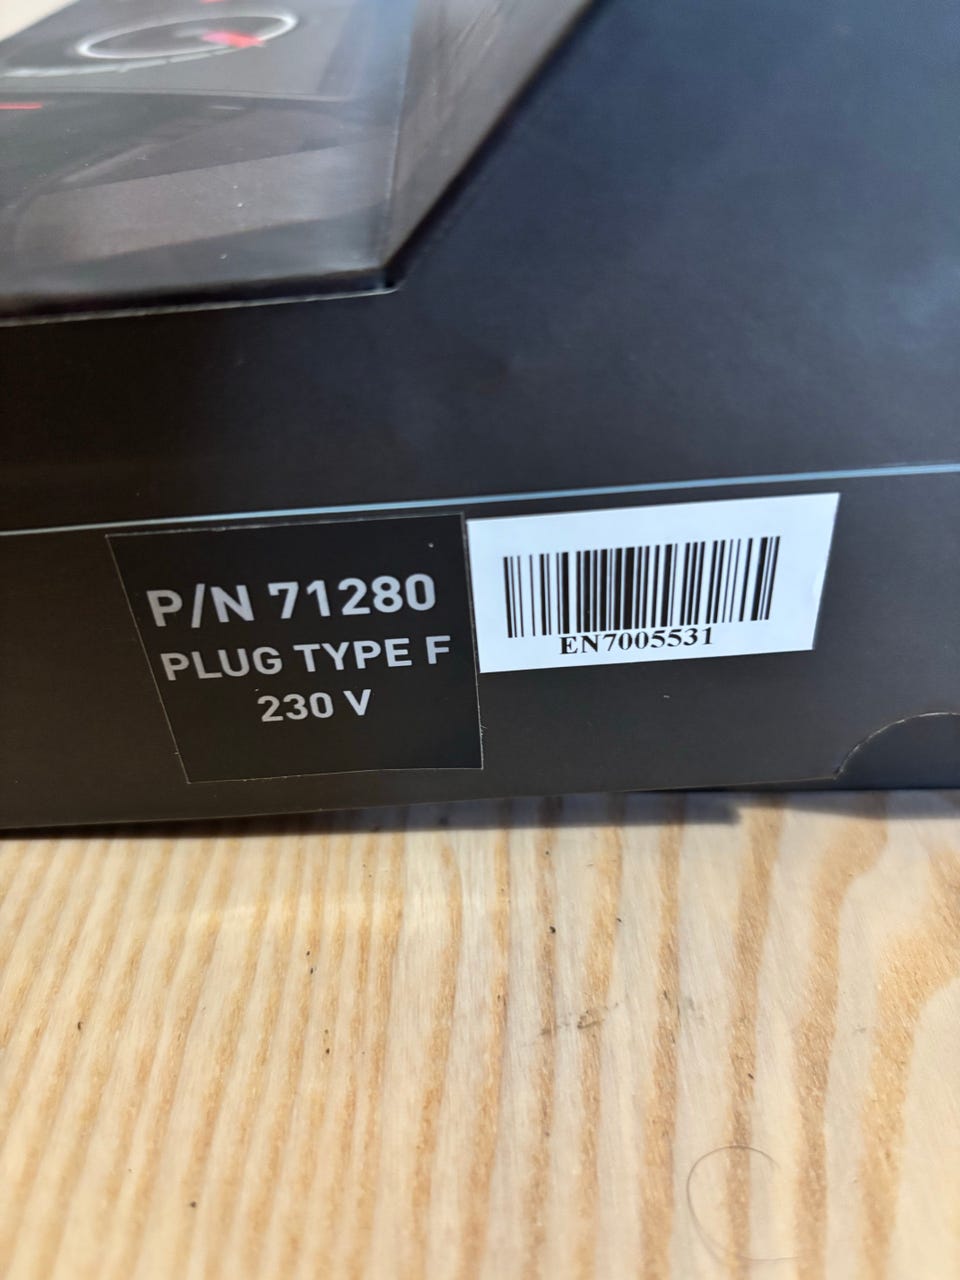 P/N 71280
PLUG TYPE F
230 V
EN7005531